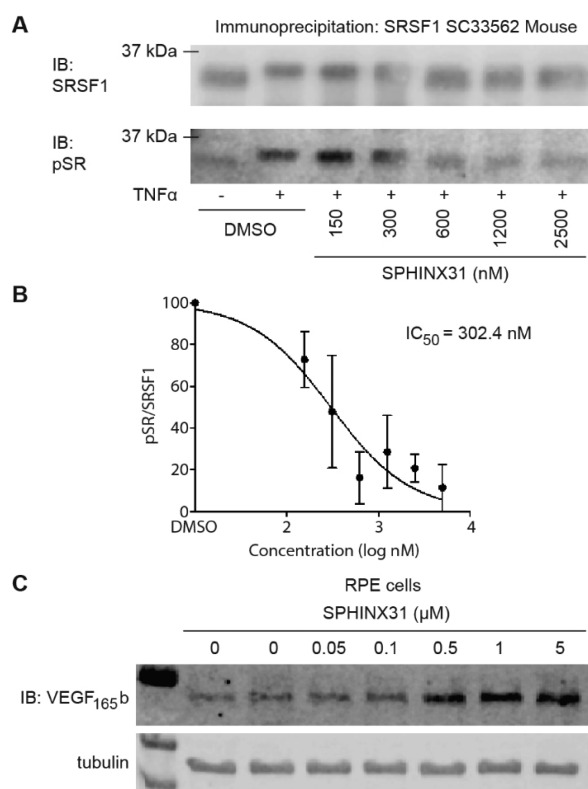 A
Immunoprecipitation: SRSF1 SC33562 Mouse
37 kDa
IB:
SRSF1
37 kDa
IB:
pSR
TNFα - + + + + + +
DMSO 150 300 600 1200 2500
SPHINX31 (nM)
B
100
80
60
40
20
0
pSR/SRSF1
IC50 = 302.4 nM
DMSO 2 3 4
Concentration (log nM)
C
RPE cells
SPHINX31 (µM)
0 0 0.05 0.1 0.5 1 5
IB: VEGF165b
tubulin